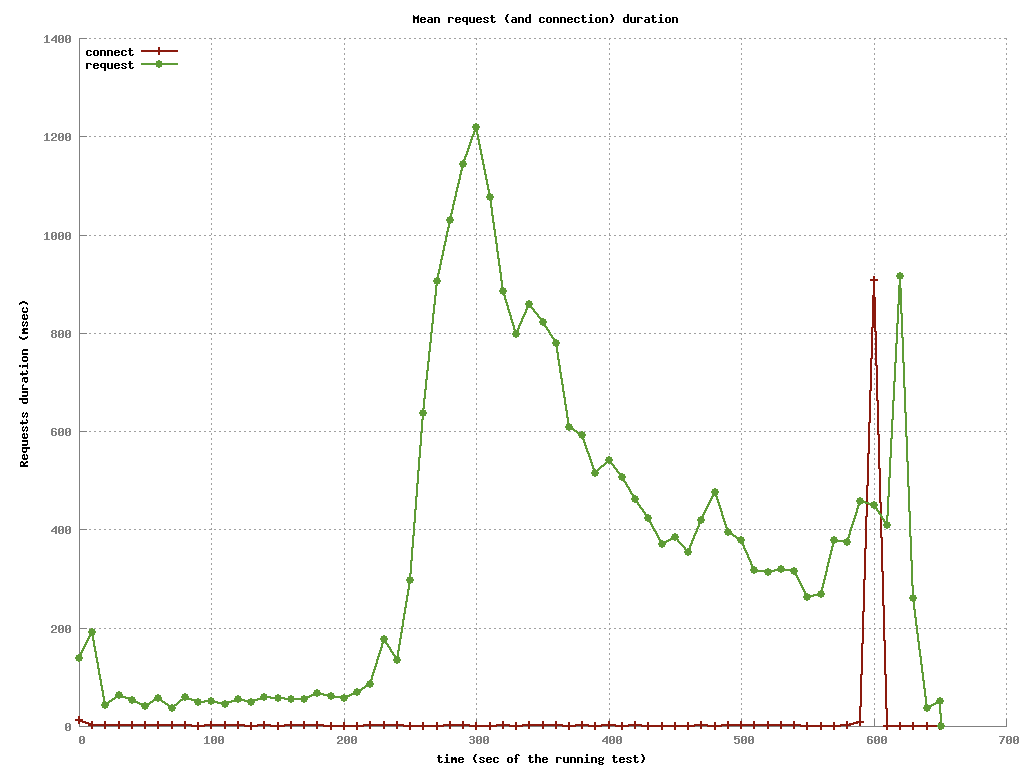 Mean request (and connection) duration
connect
request
1400
1200
1000
800
600
400
200
0
Requests duration (msec)
0 100 200 300 400 500 600 700
time (sec of the running test)